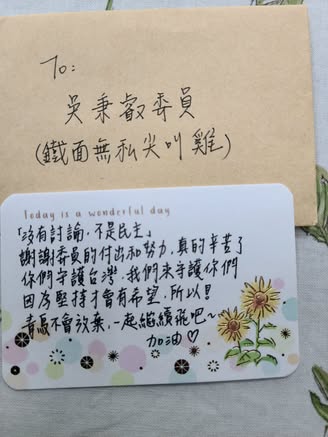 To:
吳秉叡委員
(鐵面無私尖叫雞)
Today is a wonderful day
「沒有討論,不是民主」
謝謝委員的付出和努力,真的辛苦了
你們守護台灣,我們來守護你們
因為堅持才會有希望,所以!
青鳥不會放棄,一起繼續飛吧~
加油♡